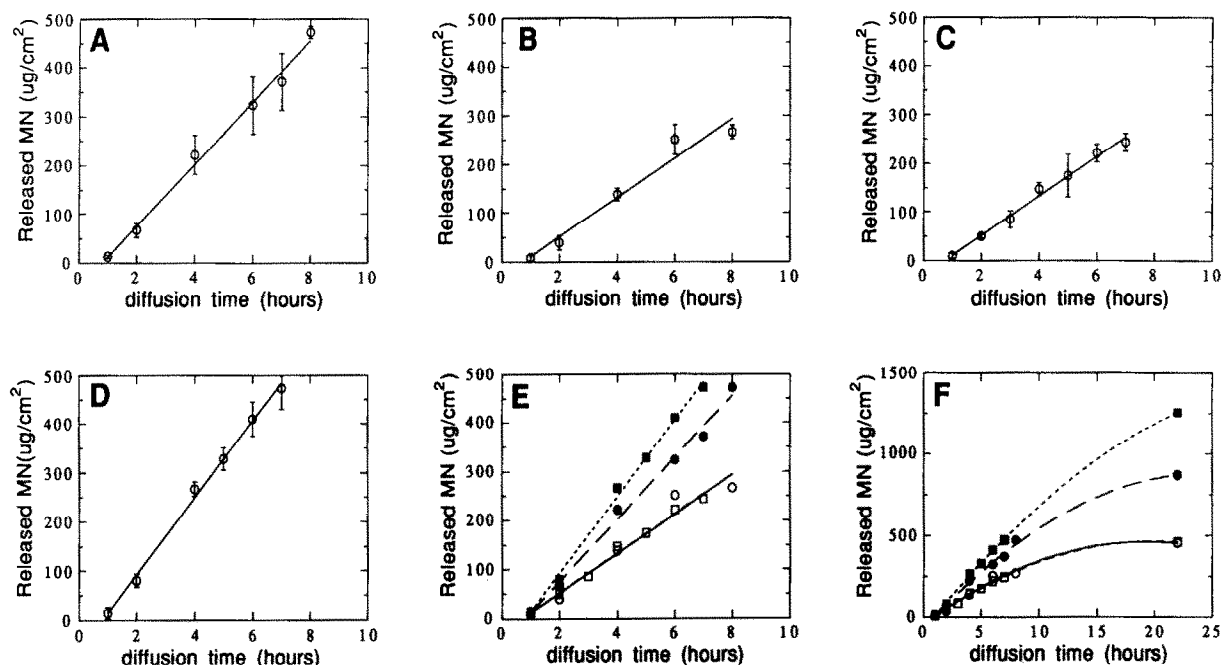 A
Released MN (ug/cm²)
500
400
300
200
100
0
0 2 4 6 8 10
diffusion time (hours)
B
Released MN (ug/cm²)
500
400
300
200
100
0
0 2 4 6 8 10
diffusion time (hours)
C
Released MN (ug/cm²)
500
400
300
200
100
0
0 2 4 6 8 10
diffusion time (hours)
D
Released MN(ug/cm²)
500
400
300
200
100
0
0 2 4 6 8 10
diffusion time (hours)
E
Released MN (ug/cm²)
500
400
300
200
100
0
0 2 4 6 8 10
diffusion time (hours)
F
Released MN (ug/cm²)
1500
1000
500
0
0 5 10 15 20 25
diffusion time (hours)